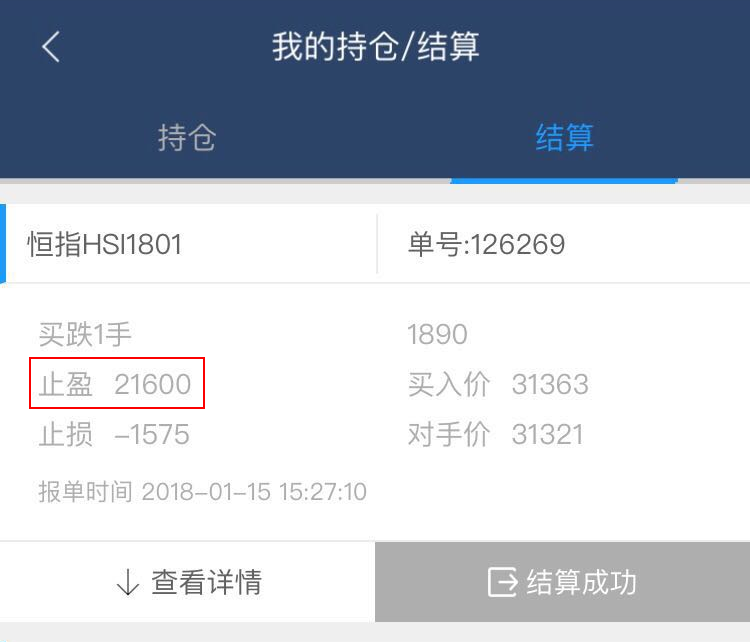 我的持仓/结算
持仓 结算
恒指HSI1801 单号:126269
买跌1手 1890
止盈 21600 买入价 31363
止损 -1575 对手价 31321
报单时间 2018-01-15 15:27:10
查看详情 结算成功